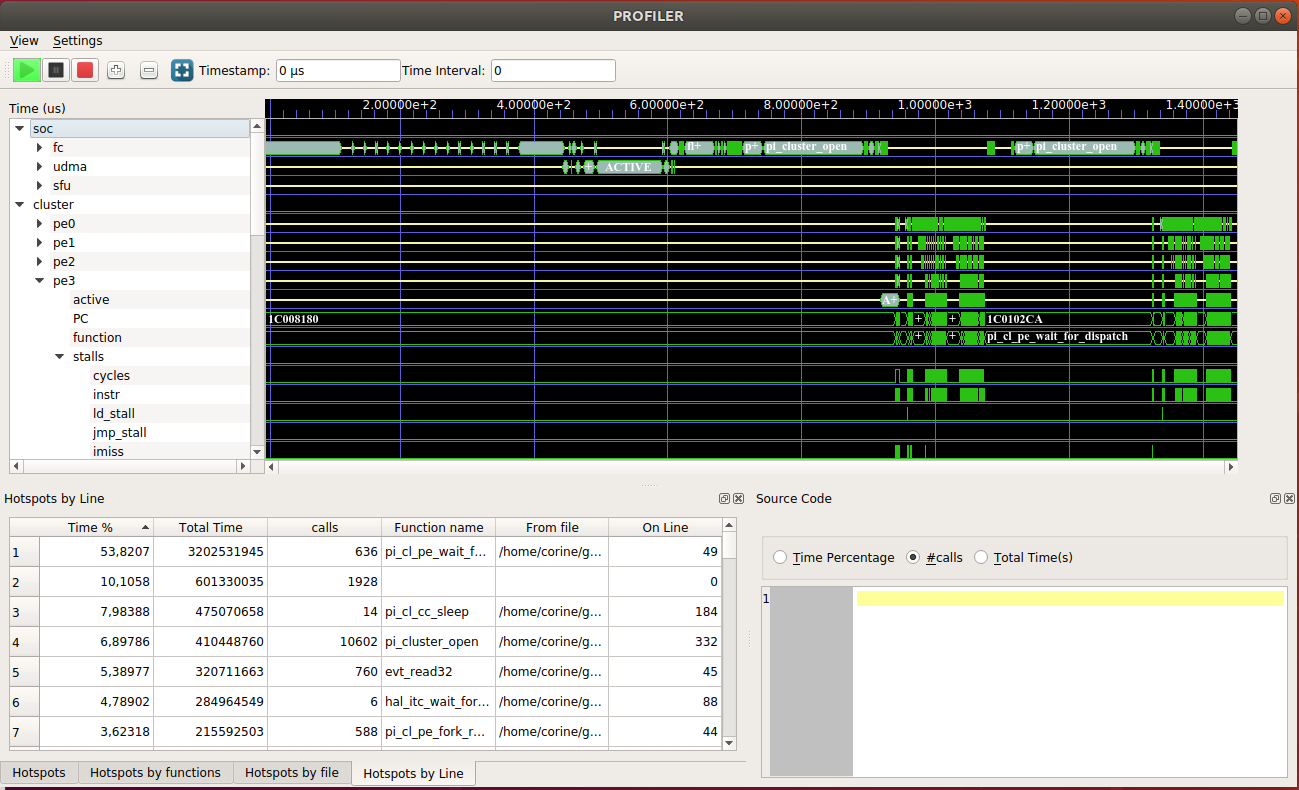 PROFILER
View Settings
Timestamp: 0 µs Time Interval: 0
Time (us) 2.00000e+2 4.00000e+2 6.00000e+2 8.00000e+2 1.00000e+3 1.20000e+3 1.40000e+3
soc
fc fl+ p+ pi_cluster_open p+ pi_cluster_open
udma + ACTIVE
sfu
cluster
pe0
pe1
pe2
pe3
active A+
PC 1C008180 + + 1C0102CA
function + + pi_cl_pe_wait_for_dispatch
stalls
cycles
instr
ld_stall
jmp_stall
imiss
Hotspots by Line
Time % Total Time calls Function name From file On Line
1 53,8207 3202531945 636 pi_cl_pe_wait_f... /home/corine/g... 49
2 10,1058 601330035 1928 0
3 7,98388 475070658 14 pi_cl_cc_sleep /home/corine/g... 184
4 6,89786 410448760 10602 pi_cluster_open /home/corine/g... 332
5 5,38977 320711663 760 evt_read32 /home/corine/g... 45
6 4,78902 284964549 6 hal_itc_wait_for... /home/corine/g... 88
7 3,62318 215592503 588 pi_cl_pe_fork_r... /home/corine/g... 44
Hotspots Hotspots by functions Hotspots by file Hotspots by Line
Source Code
Time Percentage #calls Total Time(s)
1